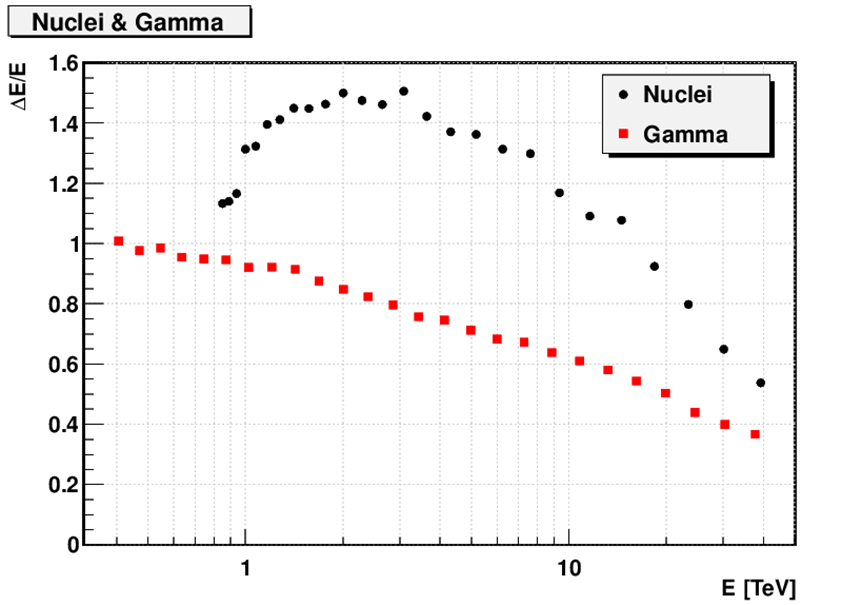 Nuclei & Gamma
ΔE/E
1.6
1.4
1.2
1
0.8
0.6
0.4
0.2
0
Nuclei
Gamma
1
10
E [TeV]